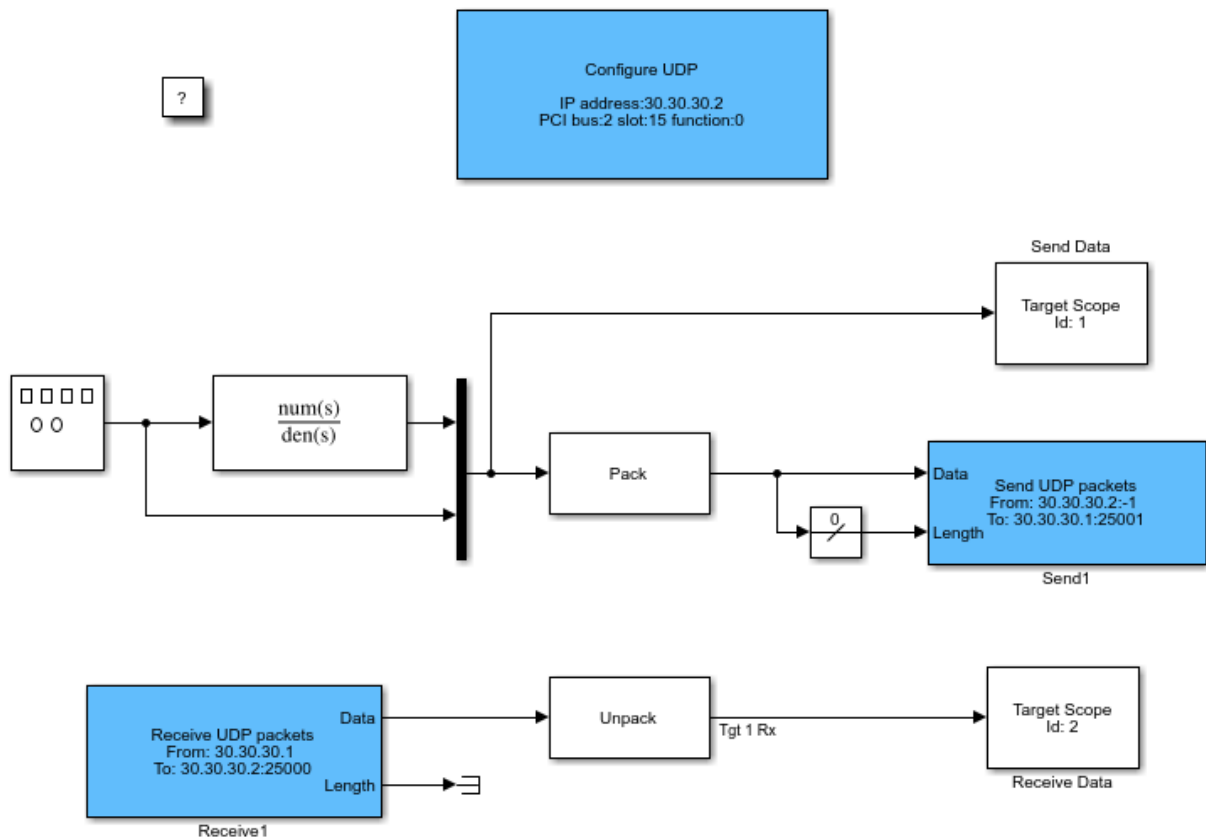 Configure UDP
IP address:30.30.30.2
PCI bus:2 slot:15 function:0
?
Send Data
Target Scope
Id: 1
num(s)
den(s)
Pack
0
Data
Length
Send UDP packets
From: 30.30.30.2:-1
To: 30.30.30.1:25001
Send1
Receive UDP packets
From: 30.30.30.1
To: 30.30.30.2:25000
Data
Length
Receive1
Unpack
Tgt 1 Rx
Target Scope
Id: 2
Receive Data